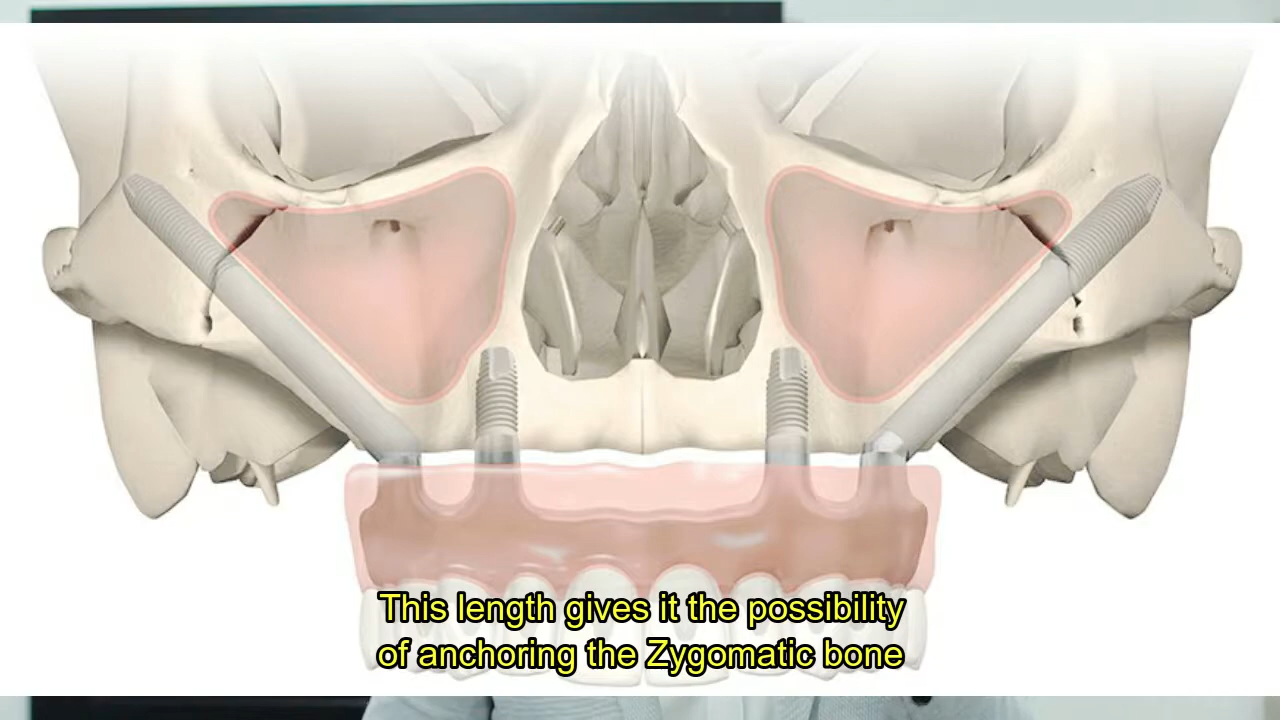 This length gives it the possibility
of anchoring the Zygomatic bone